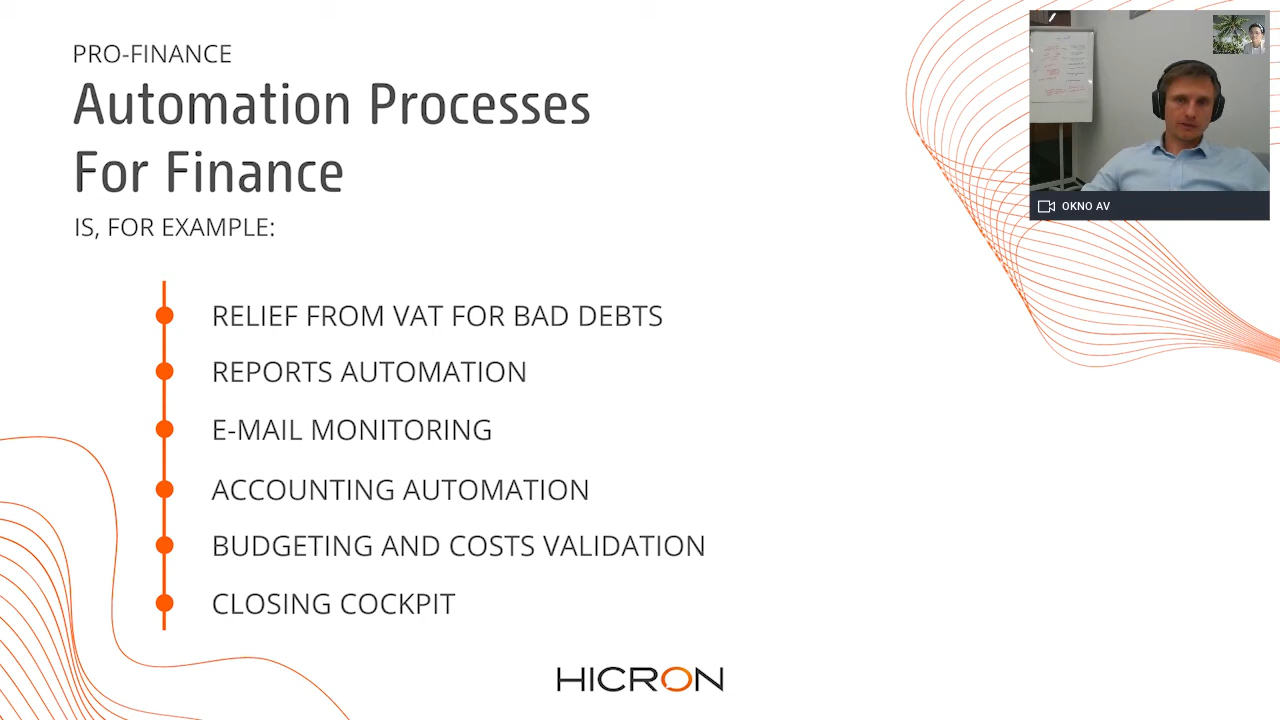 PRO-FINANCE
Automation Processes
For Finance
IS, FOR EXAMPLE:
RELIEF FROM VAT FOR BAD DEBTS
REPORTS AUTOMATION
E-MAIL MONITORING
ACCOUNTING AUTOMATION
BUDGETING AND COSTS VALIDATION
CLOSING COCKPIT
HICRON
OKNO AV